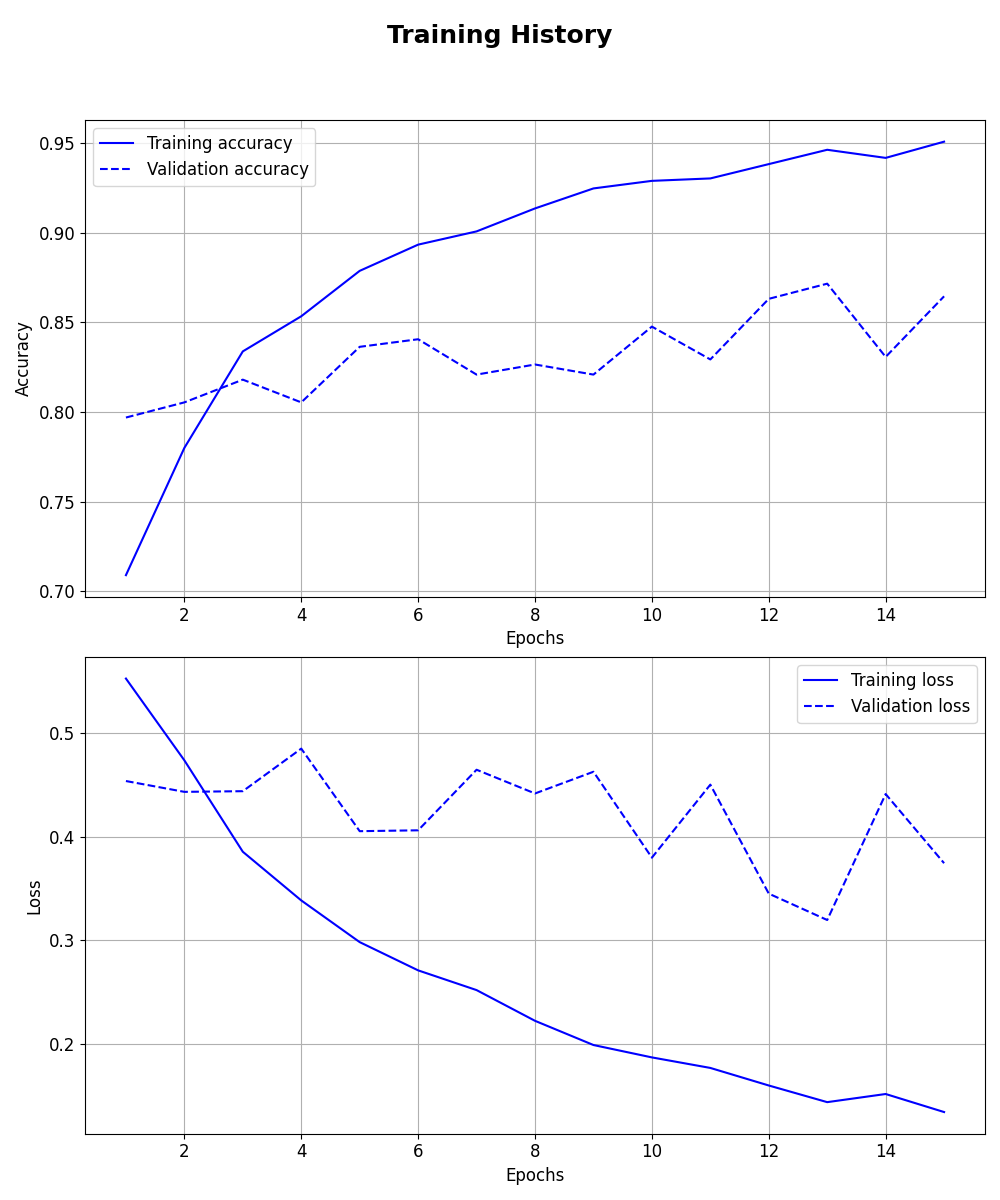 Training History
Training accuracy
Validation accuracy
0.95
0.90
0.85
0.80
0.75
0.70
Accuracy
2 4 6 8 10 12 14
Epochs
Training loss
Validation loss
0.5
0.4
0.3
0.2
Loss
2 4 6 8 10 12 14
Epochs